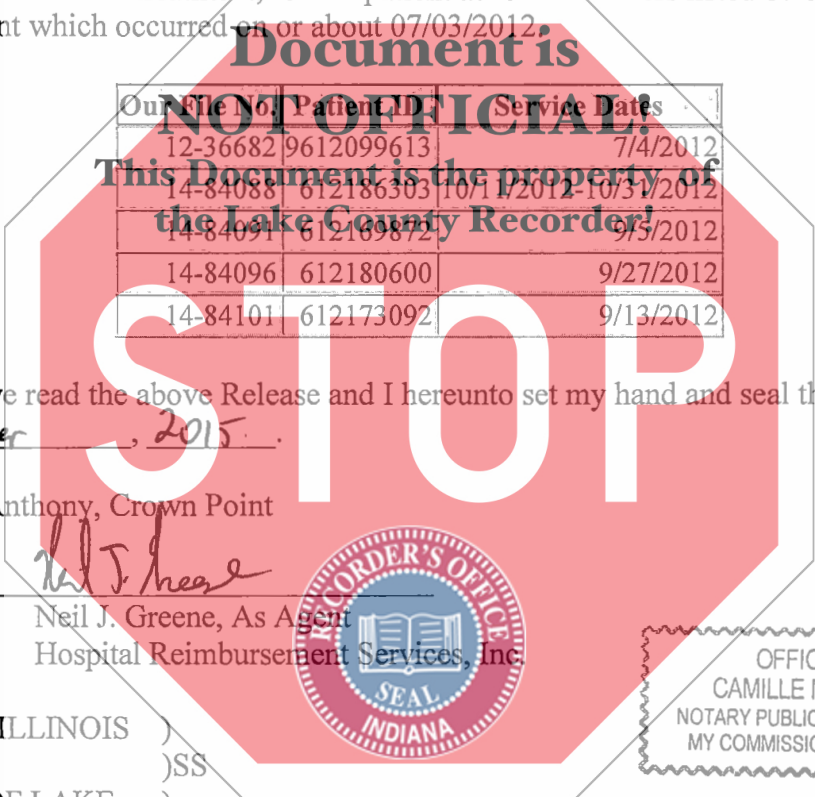 nt which occurred on or about 07/03/2012.
Document is
NOT OFFICIAL!
This Document is the property of
the Lake County Recorder!
Our File No. Patient ID. Service Dates
12-36682 9612099613 7/4/2012
14-84088 612186303 10/11/2012-10/31/2012
14-84091 612169872 9/5/2012
14-84096 612180600 9/27/2012
14-84101 612173092 9/13/2012
STOP
e read the above Release and I hereunto set my hand and seal th
er , 2015 .
nthony, Crown Point
Neil J. Greene
Neil J. Greene, As Agent
Hospital Reimbursement Services, Inc.
RECORDER'S OFFICE
SEAL
INDIANA
OFFIC
CAMILLE
NOTARY PUBLIC
MY COMMISSIO
ILLINOIS )
)SS